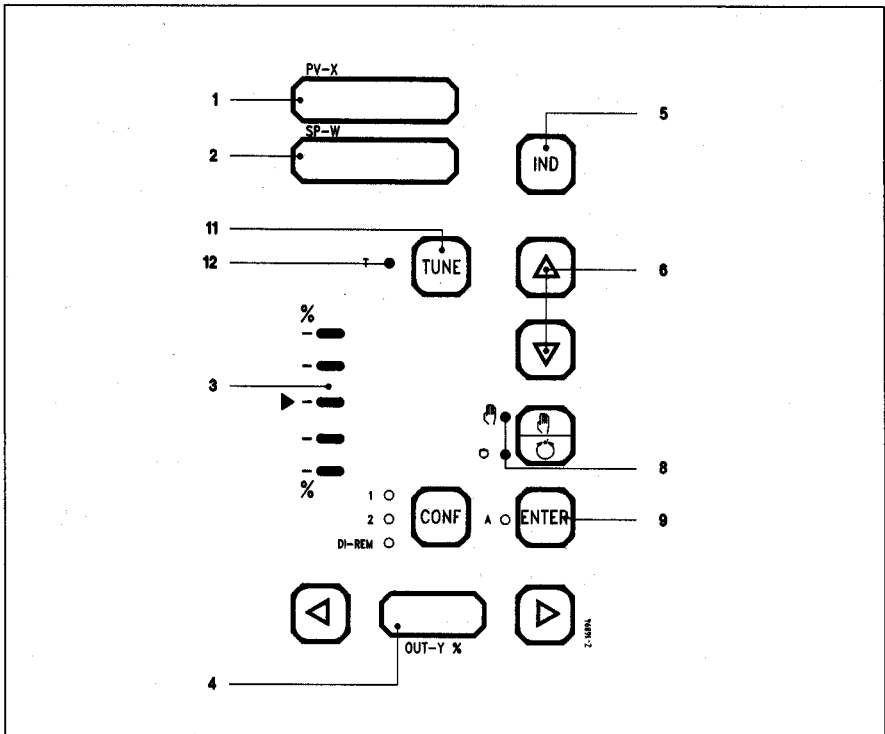 PV-X
1
SP-W
2
5
IND
11
12
T
TUNE
6
%
3
8
%
1
2
DI-REM
CONF
A
ENTER
9
OUT-Y %
4
Z-16894